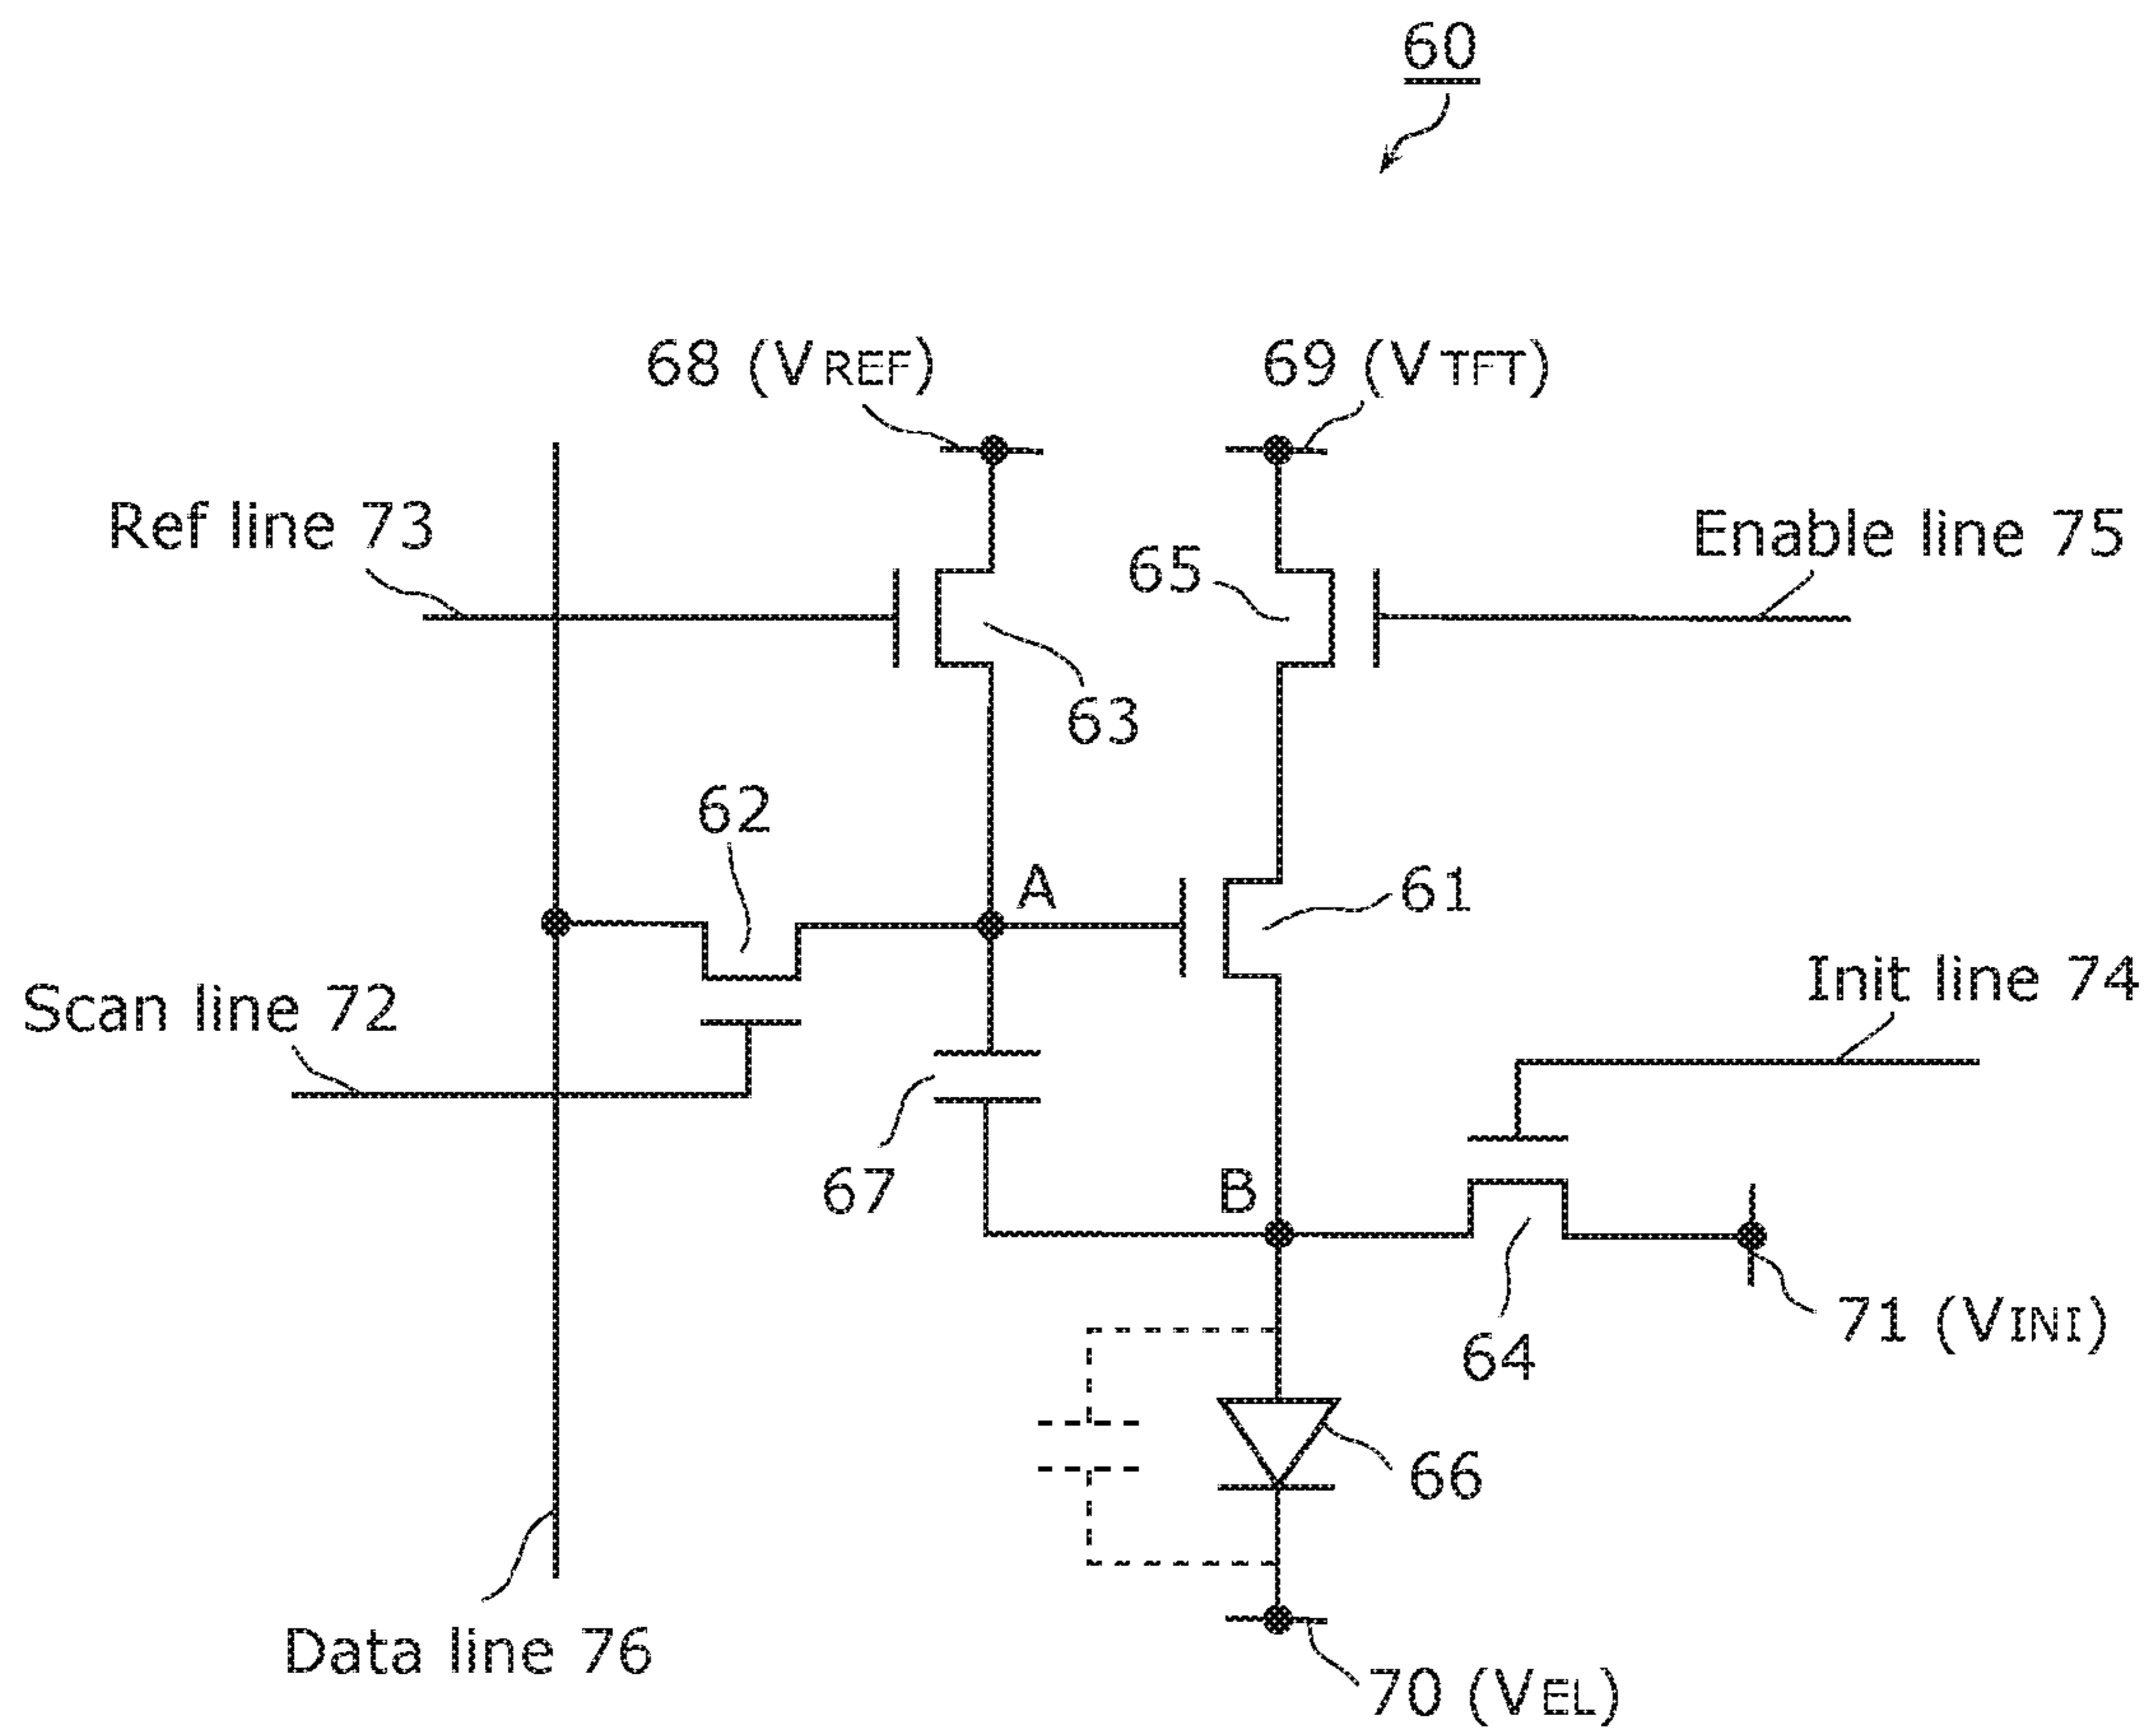 60
68 (VREF)
69 (VTFT)
Ref line 73
Enable line 75
65
63
62
A
61
Scan line 72
Init line 74
67
B
64
71 (VINI)
66
Data line 76
70 (VEL)